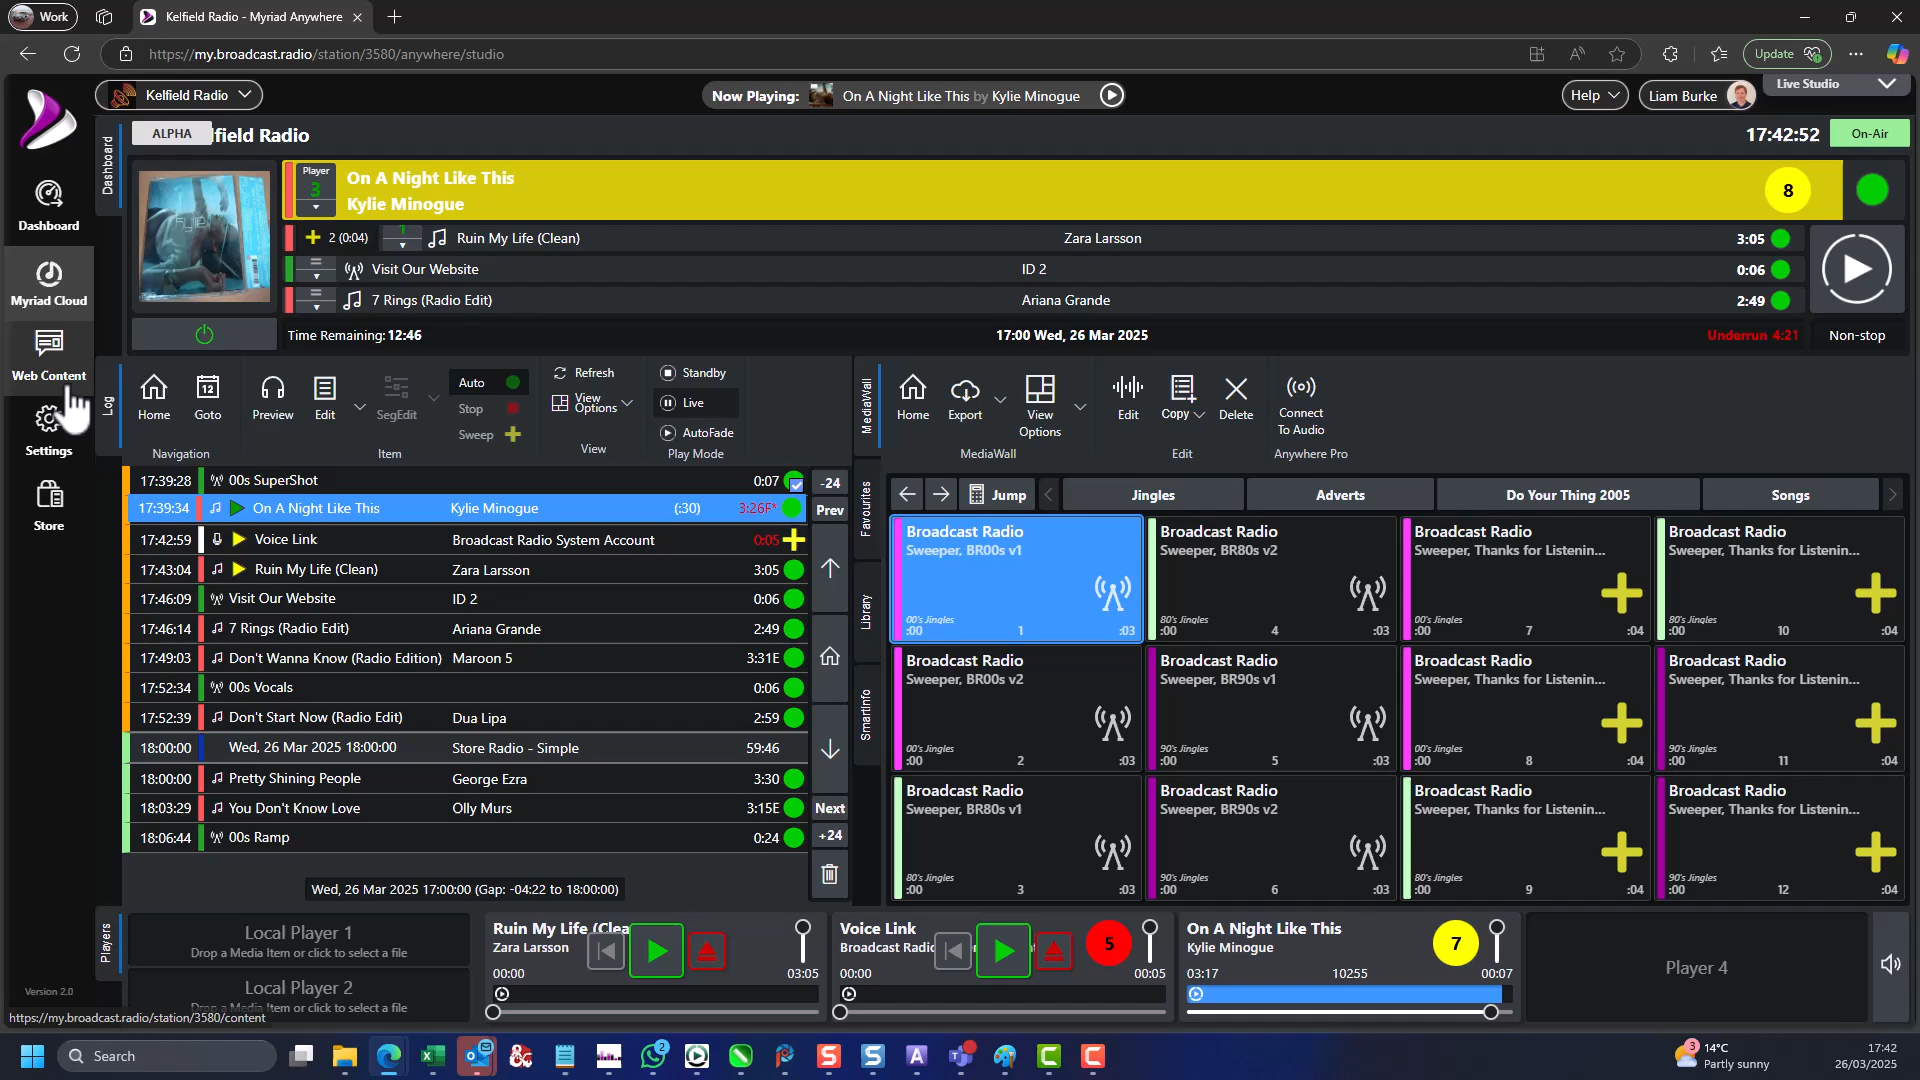 Work
Kelfield Radio - Myriad Anywhere
https://my.broadcast.radio/station/3580/anywhere/studio
Update
Kelfield Radio
Now Playing: On A Night Like This by Kylie Minogue
Help
Liam Burke
Live Studio
Dashboard
Myriad Cloud
Web Content
Settings
Store
Version 2.0
Dashboard
ALPHA
lfield Radio
17:42:52
On-Air
Player
3
On A Night Like This
Kylie Minogue
8
2 (0:04) 1 Ruin My Life (Clean) Zara Larsson 3:05
Visit Our Website ID 2 0:06
7 Rings (Radio Edit) Ariana Grande 2:49
Time Remaining: 12:46
17:00 Wed, 26 Mar 2025
Underrun 4:21
Non-stop
Log
Home
Goto
12
Preview
Edit
SegEdit
Auto
Stop
Sweep
Refresh
View Options
Standby
Live
AutoFade
Navigation
Item
View
Play Mode
17:39:28 00s SuperShot 0:07
17:39:34 On A Night Like This Kylie Minogue (:30) 3:26F*
17:42:59 Voice Link Broadcast Radio System Account 0:05
17:43:04 Ruin My Life (Clean) Zara Larsson 3:05
17:46:09 Visit Our Website ID 2 0:06
17:46:14 7 Rings (Radio Edit) Ariana Grande 2:49
17:49:03 Don't Wanna Know (Radio Edition) Maroon 5 3:31E
17:52:34 00s Vocals 0:06
17:52:39 Don't Start Now (Radio Edit) Dua Lipa 2:59
18:00:00 Wed, 26 Mar 2025 18:00:00 Store Radio - Simple 59:46
18:00:00 Pretty Shining People George Ezra 3:30
18:03:29 You Don't Know Love Olly Murs 3:15E
18:06:44 00s Ramp 0:24
Wed, 26 Mar 2025 17:00:00 (Gap: -04:22 to 18:00:00)
-24
Prev
Next
+24
MediaWall
Favourites
Library
SmartInfo
Home
Export
View
Options
Edit
Copy
Delete
Connect
To Audio
MediaWall
Edit
Anywhere Pro
Jump
Jingles
Adverts
Do Your Thing 2005
Songs
Broadcast Radio
Sweeper, BR00s v1
00's Jingles
:00 1 :03
Broadcast Radio
Sweeper, BR80s v2
80's Jingles
:00 4 :03
Broadcast Radio
Sweeper, Thanks for Listenin...
00's Jingles
:00 7 :04
Broadcast Radio
Sweeper, Thanks for Listenin...
80's Jingles
:00 10 :04
Broadcast Radio
Sweeper, BR00s v2
00's Jingles
:00 2 :03
Broadcast Radio
Sweeper, BR90s v1
90's Jingles
:00 5 :03
Broadcast Radio
Sweeper, Thanks for Listenin...
00's Jingles
:00 8 :04
Broadcast Radio
Sweeper, Thanks for Listenin...
90's Jingles
:00 11 :04
Broadcast Radio
Sweeper, BR80s v1
80's Jingles
:00 3 :03
Broadcast Radio
Sweeper, BR90s v2
90's Jingles
:00 6 :03
Broadcast Radio
Sweeper, Thanks for Listenin...
80's Jingles
:00 9 :04
Broadcast Radio
Sweeper, Thanks for Listenin...
90's Jingles
:00 12 :04
Players
Local Player 1
Drop a Media Item or click to select a file
Local Player 2
Drop a Media Item or click to select a file
Ruin My Life (Clea
Zara Larsson
00:00 03:05
Voice Link
Broadcast Rad
5
00:00 00:05
On A Night Like This
Kylie Minogue
7
03:17 10255 00:07
Player 4
https://my.broadcast.radio/station/3580/content
Search
2
3
14°C
Partly sunny
17:42
26/03/2025